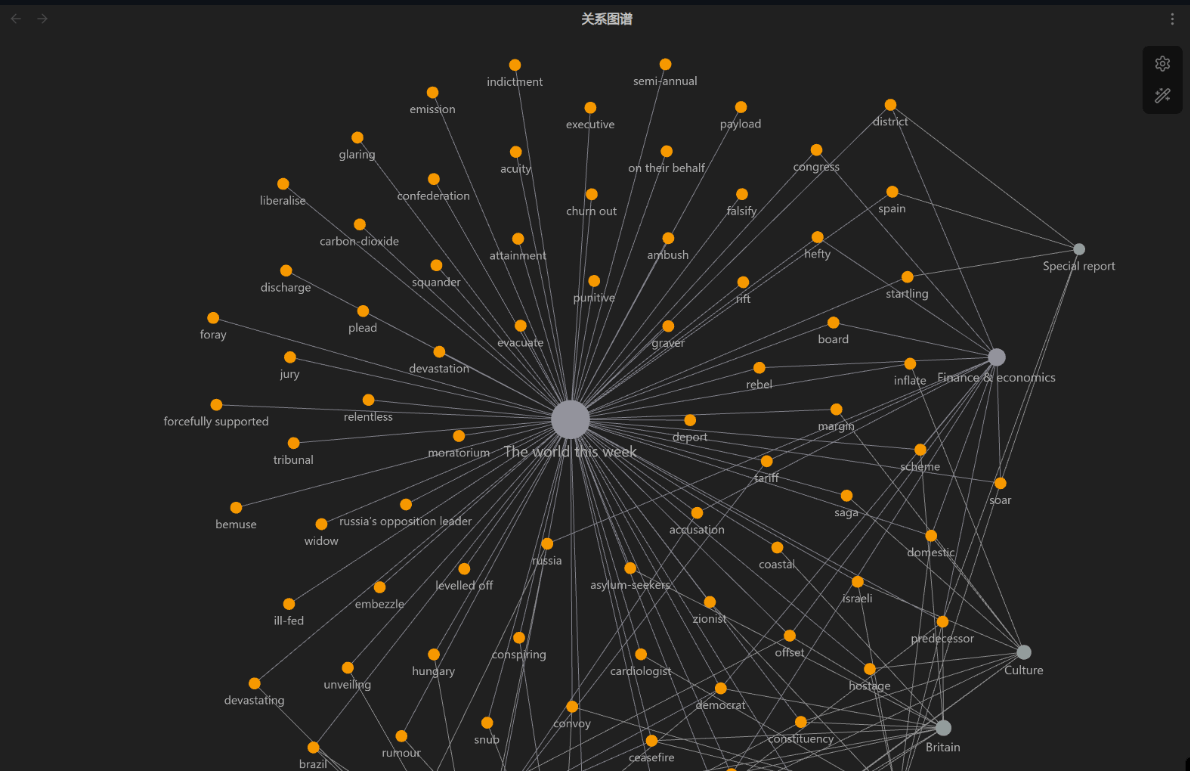 关系图谱
indictment
semi-annual
emission
executive
payload
district
glaring
acuity
on their behalf
congress
liberalise
confederation
churn out
falsify
spain
carbon-dioxide
attainment
ambush
hefty
Special report
discharge
squander
punitive
rift
startling
foray
plead
evacuate
graver
board
jury
devastation
rebel
inflate
Finance & economics
forcefully supported
relentless
deport
margin
tribunal
moratorium
The world this week
tariff
scheme
soar
bemuse
russia's opposition leader
saga
widow
accusation
domestic
russia
coastal
levelled off
asylum-seekers
israeli
ill-fed
embezzle
zionist
predecessor
conspiring
offset
hungary
cardiologist
Culture
devastating
unveiling
hostage
democrat
convoy
constituency
snub
Britain
rumour
ceasefire
brazil